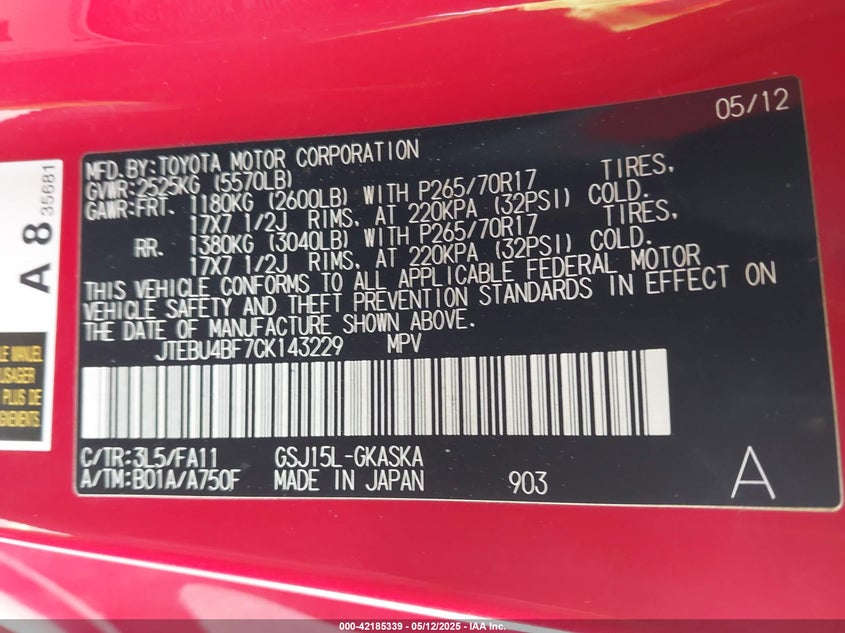 05/12
MFD.BY:TOYOTA MOTOR CORPORATION
GVWR:2525KG (5570LB)
GAWR:FRT. 1180KG (2600LB) WITH P265/70R17 TIRES,
17X7 1/2J RIMS, AT 220KPA (32PSI) COLD.
RR. 1380KG (3040LB) WITH P265/70R17 TIRES,
17X7 1/2J RIMS, AT 220KPA (32PSI) COLD.
THIS VEHICLE CONFORMS TO ALL APPLICABLE FEDERAL MOTOR
VEHICLE SAFETY AND THEFT PREVENTION STANDARDS IN EFFECT ON
THE DATE OF MANUFACTURE SHOWN ABOVE.
JTEBU4BF7CK143229 MPV
C/TR:3L5/FA11 GSJ15L-GKASKA
A/TM:B01A/A750F MADE IN JAPAN 903 A
A 8
35681
MANUEL
USAGER
PLUS DE
000-42185339 - 05/12/2025 - IAA Inc.